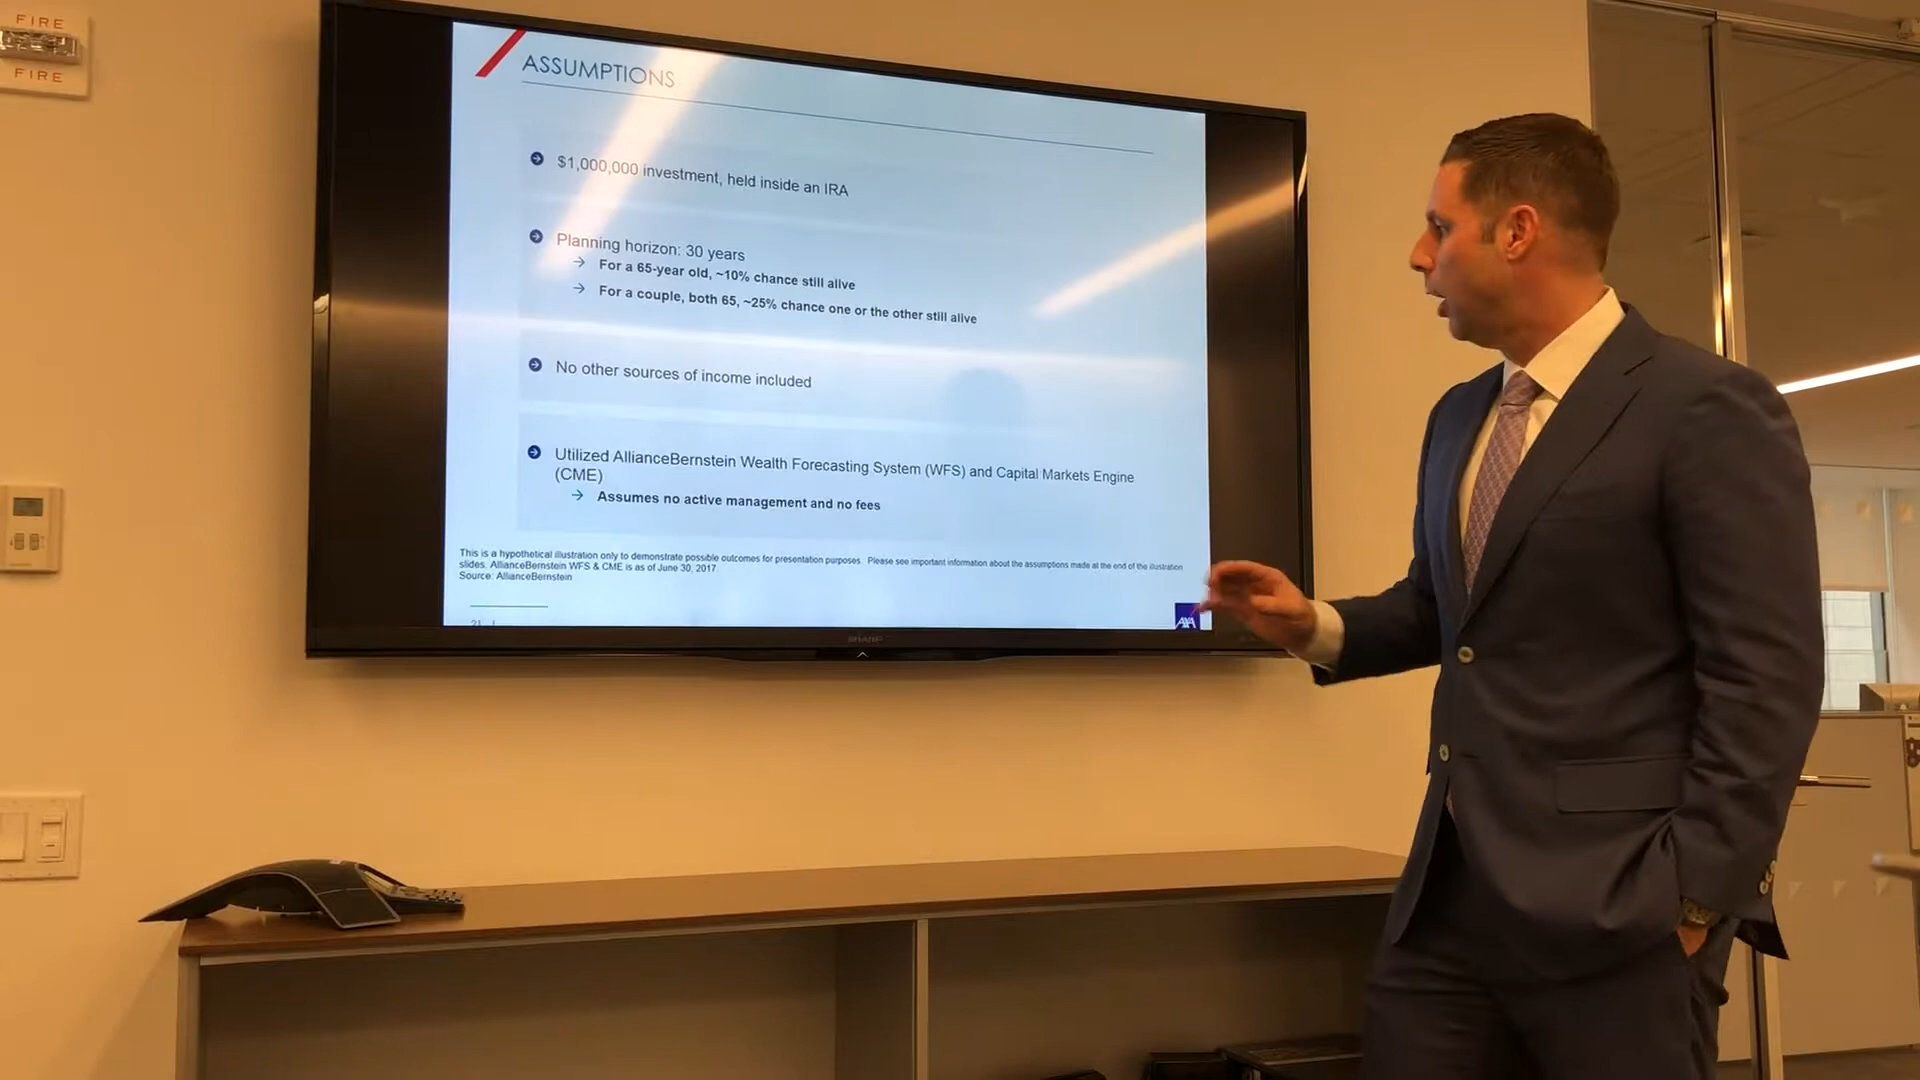 FIRE
FIRE
ASSUMPTIONS
$1,000,000 investment, held inside an IRA
Planning horizon: 30 years
For a 65-year old, ~10% chance still alive
For a couple, both 65, ~25% chance one or the other still alive
No other sources of income included
Utilized AllianceBernstein Wealth Forecasting System (WFS) and Capital Markets Engine
(CME)
Assumes no active management and no fees
This is a hypothetical illustration only to demonstrate possible outcomes for presentation purposes. Please see important information about the assumptions made at the end of the illustration
slides. AllianceBernstein WFS & CME is as of June 30, 2017
Source: AllianceBernstein
21
AXA
SHARP